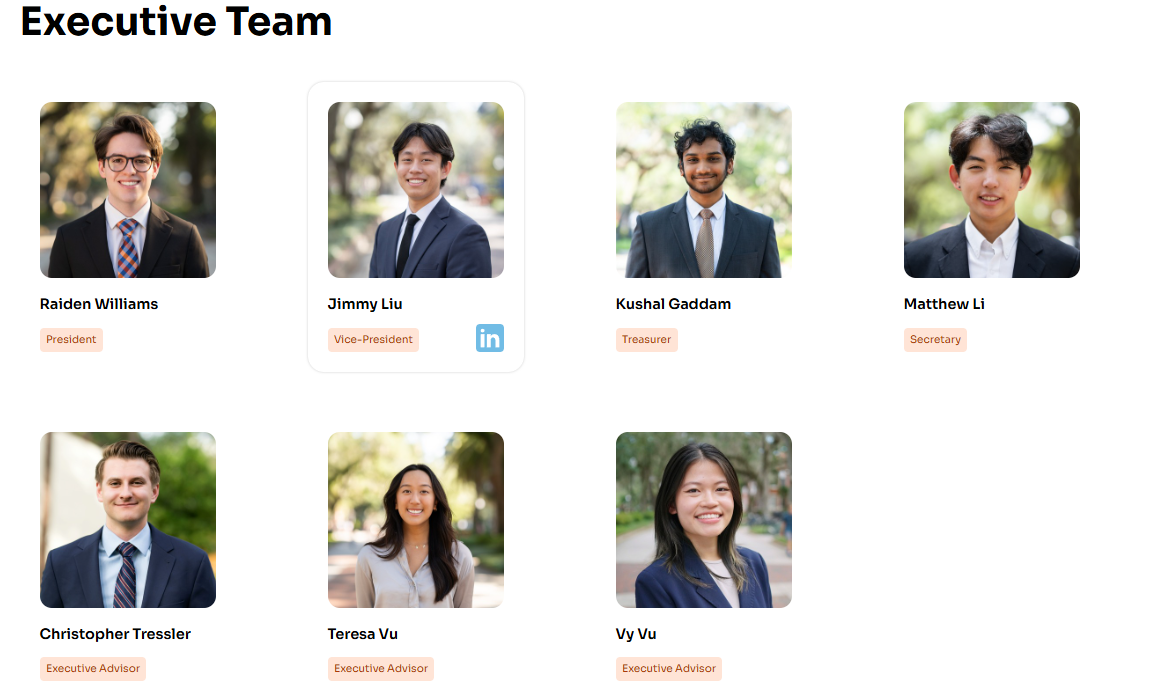 Executive Team
Raiden Williams
Jimmy Liu
Kushal Gaddam
Matthew Li
President
Vice-President
in
Treasurer
Secretary
Christopher Tressler
Teresa Vu
Vy Vu
Executive Advisor
Executive Advisor
Executive Advisor